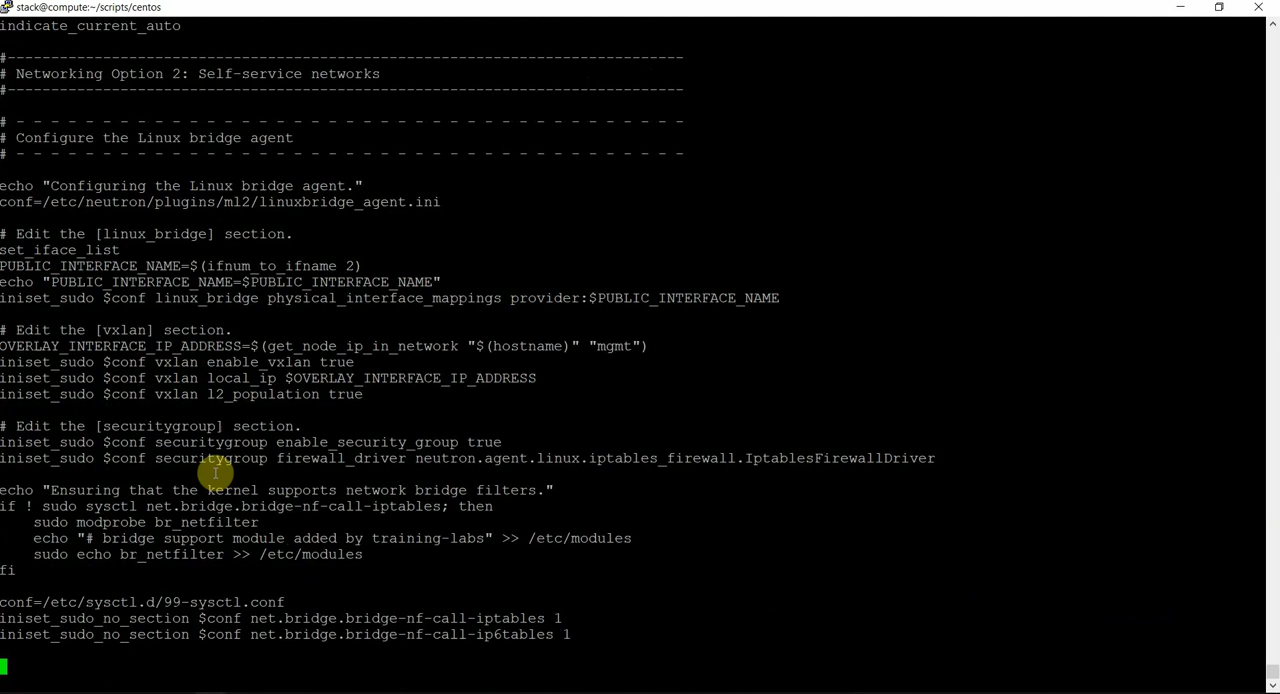 stack@compute:~/scripts/centos
indicate_current_auto
#------------------------------------------------------------------------------
# Networking Option 2: Self-service networks
#------------------------------------------------------------------------------
# - - - - - - - - - - - - - - - - - - - - - - - - - - - - - - - - - - - - - - -
# Configure the Linux bridge agent
# - - - - - - - - - - - - - - - - - - - - - - - - - - - - - - - - - - - - - - -
echo "Configuring the Linux bridge agent."
conf=/etc/neutron/plugins/ml2/linuxbridge_agent.ini
# Edit the [linux_bridge] section.
set_iface_list
PUBLIC_INTERFACE_NAME=$(ifnum_to_ifname 2)
echo "PUBLIC_INTERFACE_NAME=$PUBLIC_INTERFACE_NAME"
iniset_sudo $conf linux_bridge physical_interface_mappings provider:$PUBLIC_INTERFACE_NAME
# Edit the [vxlan] section.
OVERLAY_INTERFACE_IP_ADDRESS=$(get_node_ip_in_network "$(hostname)" "mgmt")
iniset_sudo $conf vxlan enable_vxlan true
iniset_sudo $conf vxlan local_ip $OVERLAY_INTERFACE_IP_ADDRESS
iniset_sudo $conf vxlan l2_population true
# Edit the [securitygroup] section.
iniset_sudo $conf securitygroup enable_security_group true
iniset_sudo $conf securitygroup firewall_driver neutron.agent.linux.iptables_firewall.IptablesFirewallDriver
echo "Ensuring that the kernel supports network bridge filters."
if ! sudo sysctl net.bridge.bridge-nf-call-iptables; then
    sudo modprobe br_netfilter
    echo "# bridge support module added by training-labs" >> /etc/modules
    sudo echo br_netfilter >> /etc/modules
fi
conf=/etc/sysctl.d/99-sysctl.conf
iniset_sudo_no_section $conf net.bridge.bridge-nf-call-iptables 1
iniset_sudo_no_section $conf net.bridge.bridge-nf-call-ip6tables 1